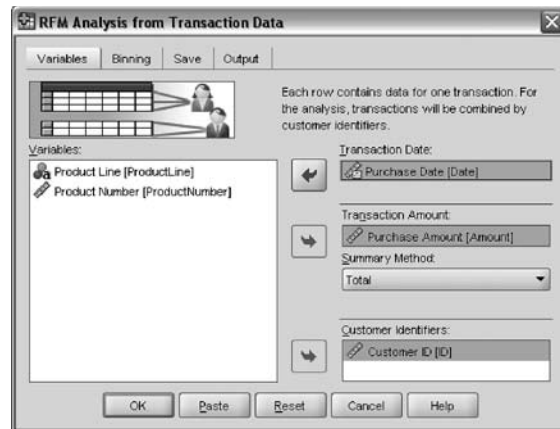 RFM Analysis from Transaction Data
Variables Binning Save Output
Each row contains data for one transaction. For
the analysis, transactions will be combined by
customer identifiers.
Variables:
Product Line [ProductLine]
Product Number [ProductNumber]
Transaction Date:
Purchase Date [Date]
Transaction Amount:
Purchase Amount [Amount]
Summary Method:
Total
Customer Identifiers:
Customer ID [ID]
OK Paste Reset Cancel Help